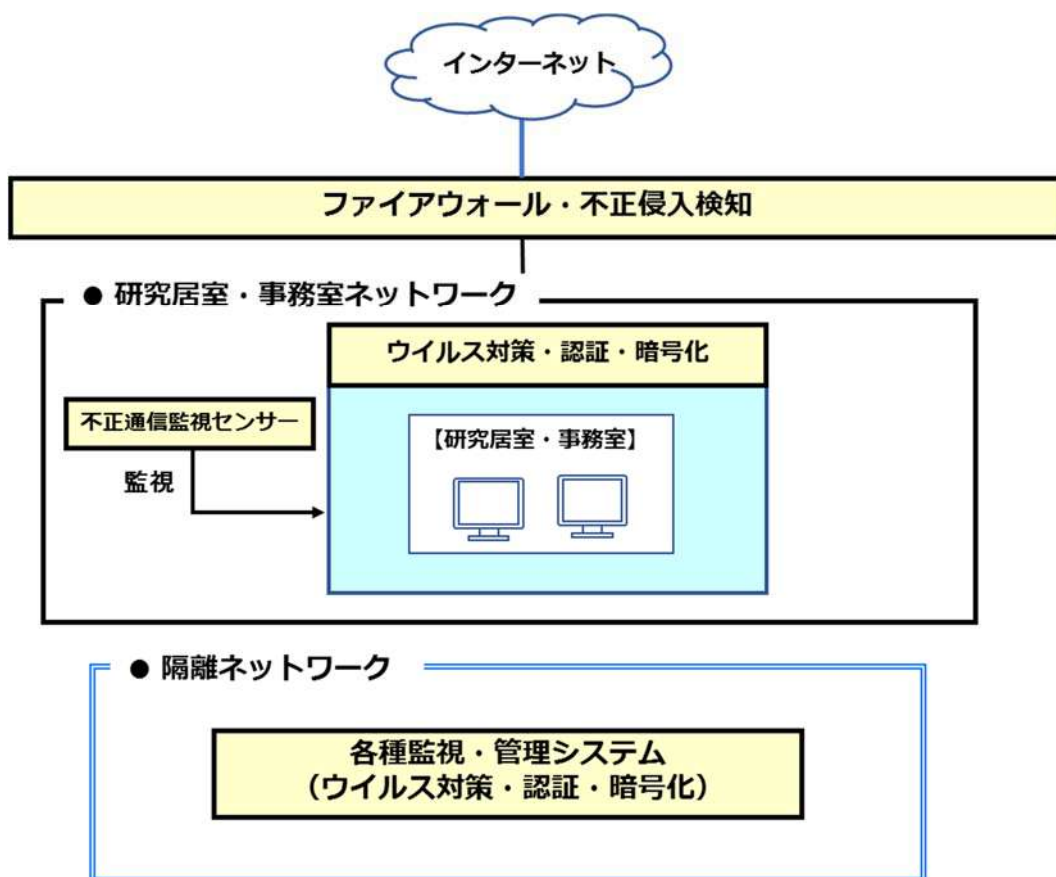 インターネット
ファイアウォール・不正侵入検知
● 研究居室・事務室ネットワーク
ウイルス対策・認証・暗号化
不正通信監視センサー
【研究居室・事務室】
監視
● 隔離ネットワーク
各種監視・管理システム
（ウイルス対策・認証・暗号化）